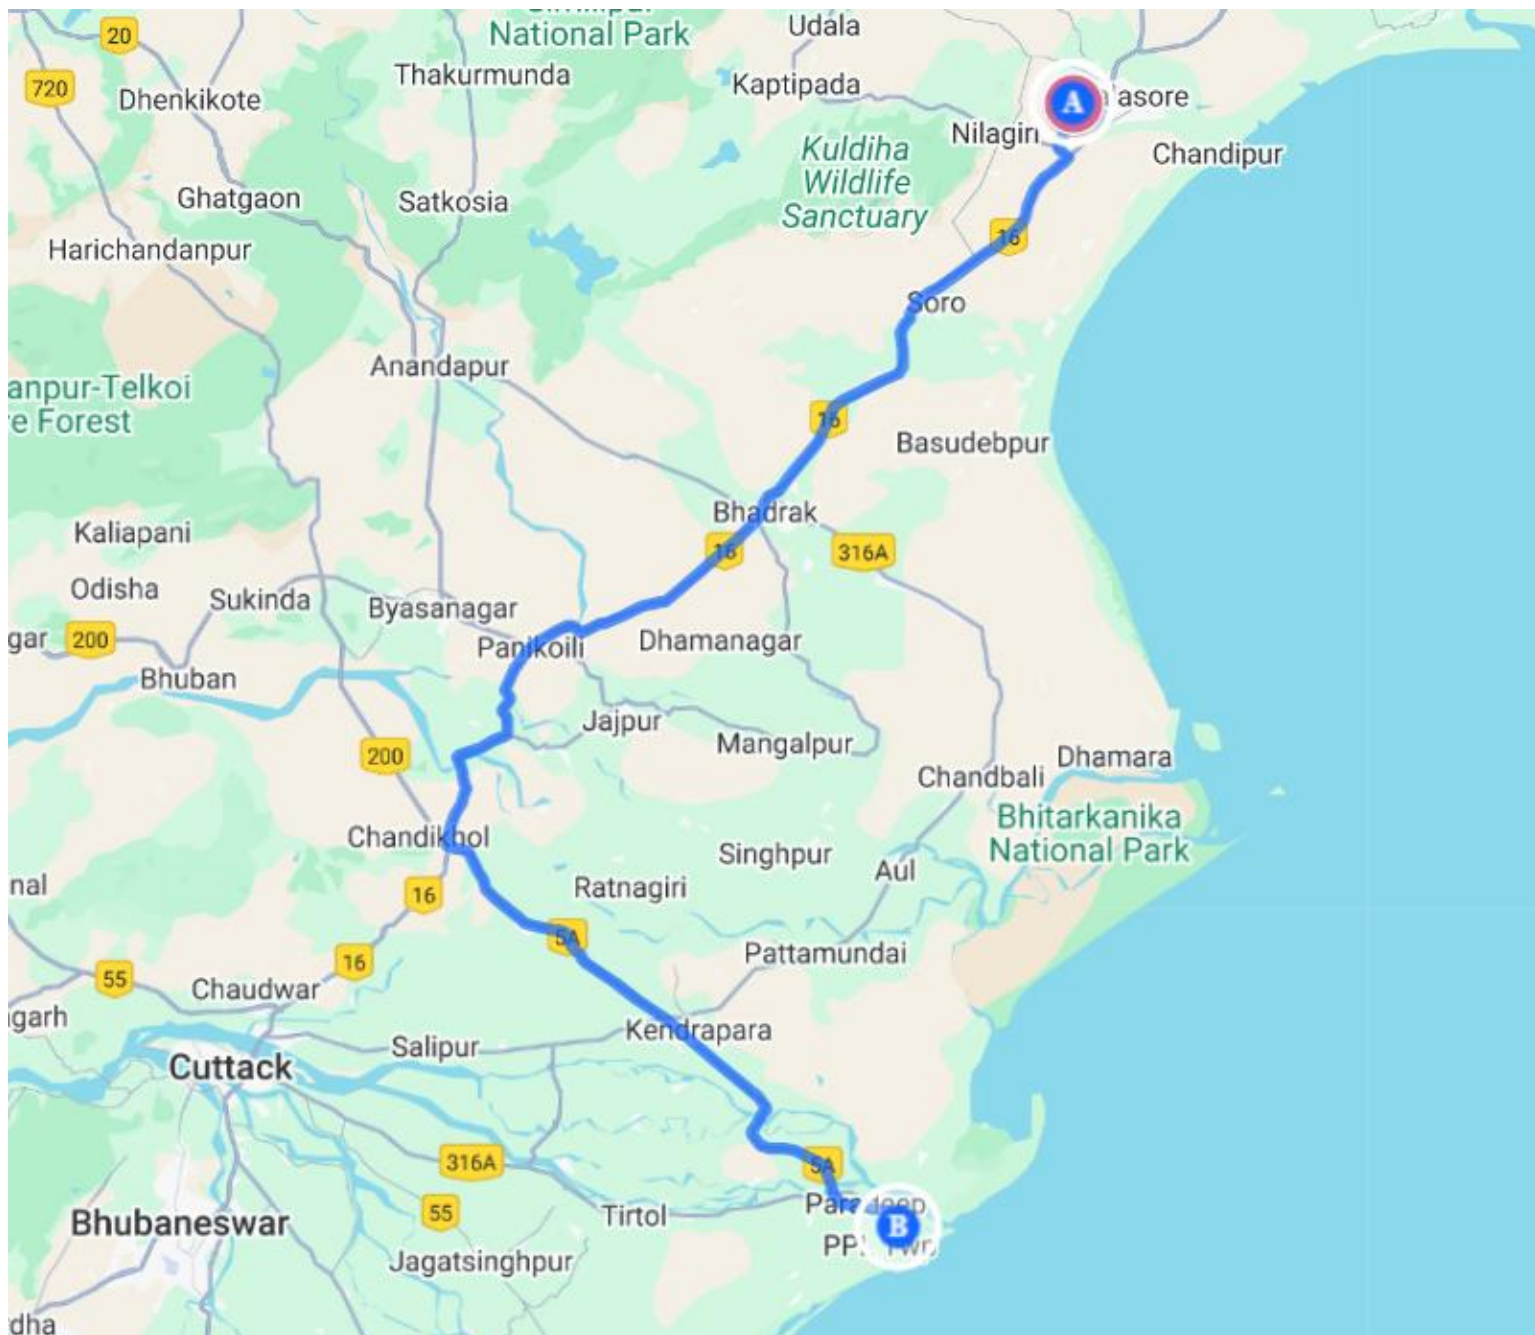 National Park
Udala
20
Thakurmunda
Kaptipada
720
Dhenkikote
A
asore
Nilagiri
Chandipur
Kuldiha
Wildlife
Sanctuary
Ghatgaon
Satkosia
16
Harichandanpur
Soro
Anandapur
anpur-Telkoi
re Forest
16
Basudebpur
Bhadrak
Kaliapani
16
316A
Odisha
Sukinda
Byasanagar
gar
200
Panikoili
Dhamanagar
Bhuban
Jajpur
Mangalpur
200
Dhamara
Chandbali
Bhitarkanika
National Park
Chandikhol
Singhpur
Aul
nal
16
Ratnagiri
5A
Pattamundai
16
55
Chaudwar
garh
Kendrapara
Salipur
Cuttack
316A
5A
Paradeep
55
Tirtol
Bhubaneswar
B
Jagatsinghpur
dha